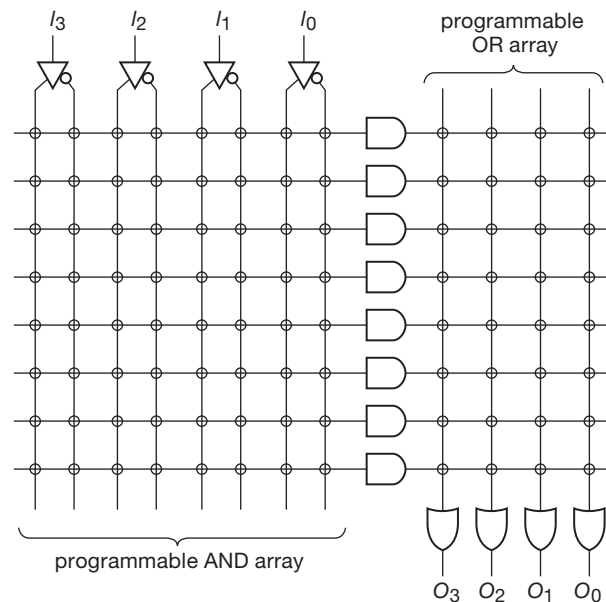 I3 I2 I1 I0
programmable
OR array
programmable AND array
O3 O2 O1 O0